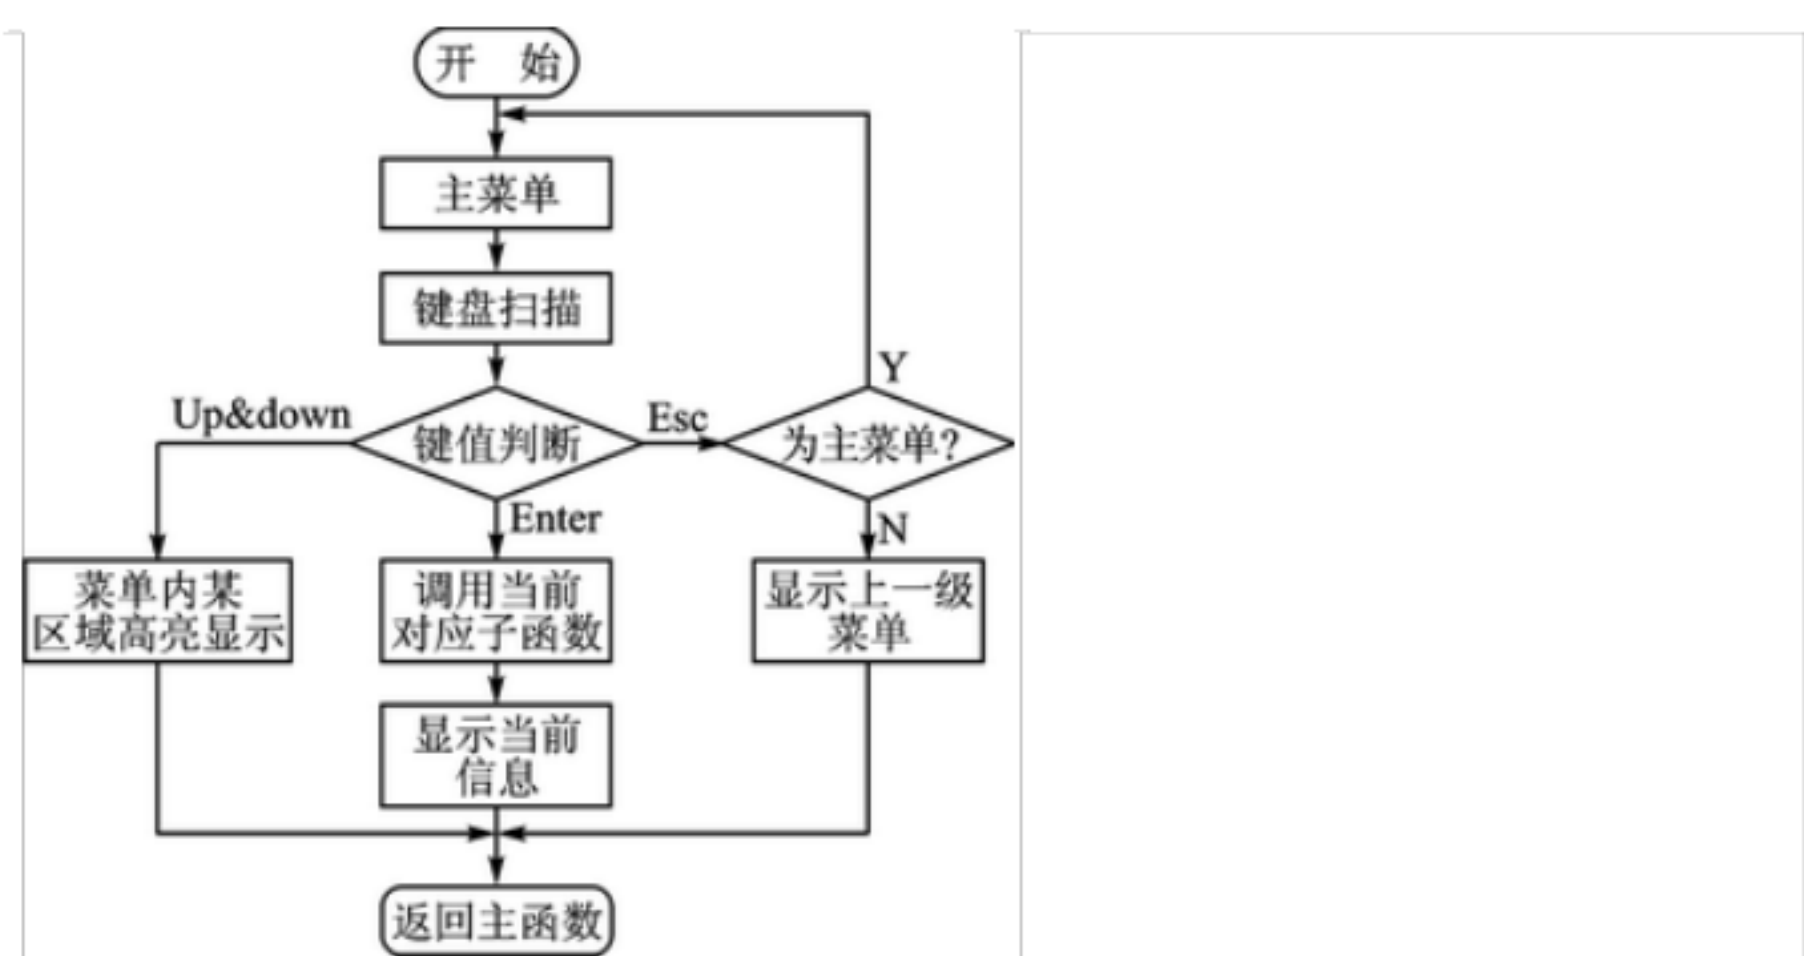 开 始
主菜单
键盘扫描
Y
Up&down
键值判断
Esc
为主菜单?
Enter
N
菜单内某
区域高亮显示
调用当前
对应子函数
显示上一级
菜单
显示当前
信息
返回主函数